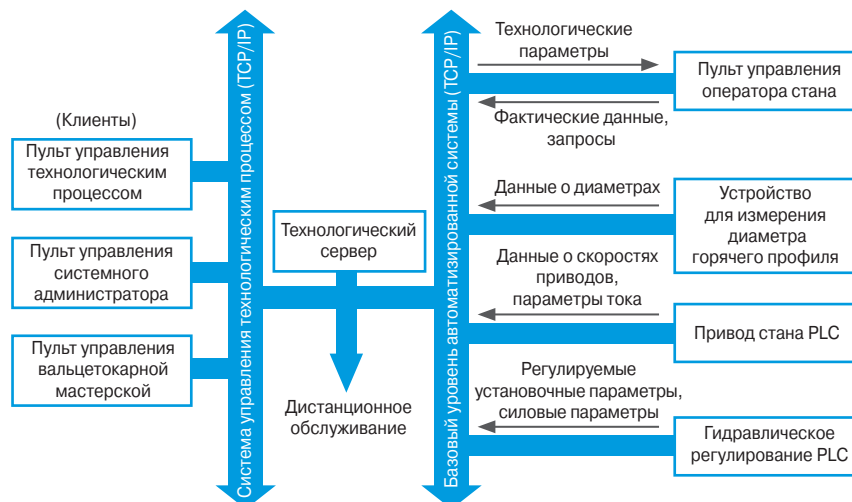 (Клиенты)
Пульт управления
технологическим
процессом
Пульт управления
системного
администратора
Пульт управления
вальцетокарной
мастерской
Система управления технологическим процессом (TCP/IP)
Технологический
сервер
Дистанционное
обслуживание
Базовый уровень автоматизированной системы (TCP/IP)
Технологические
параметры
Фактические данные,
запросы
Данные о диаметрах
Данные о скоростях
приводов,
параметры тока
Регулируемые
установочные параметры,
силовые параметры
Пульт управления
оператора стана
Устройство
для измерения
диаметра
горячего профиля
Привод стана PLC
Гидравлическое
регулирование PLC